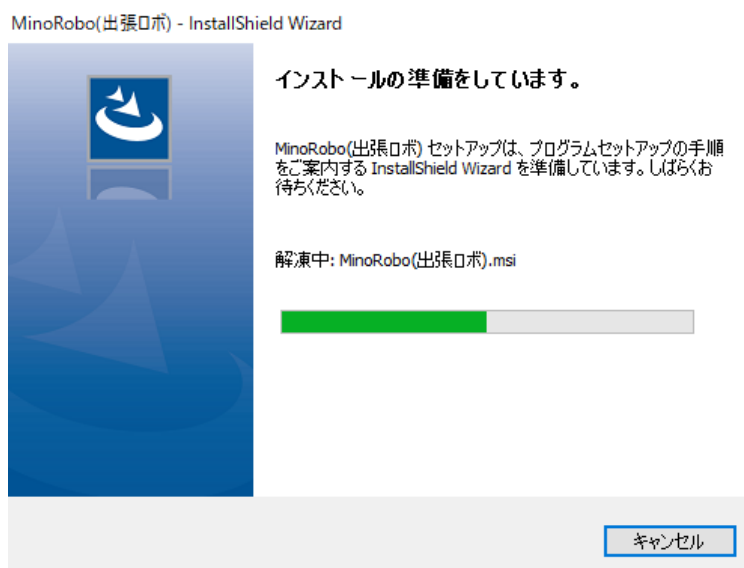 MinoRobo(出張ロボ) - InstallShield Wizard
インストールの準備をしています。
MinoRobo(出張ロボ) セットアップは、プログラムセットアップの手順
をご案内する InstallShield Wizard を準備しています。しばらくお
待ちください。
解凍中: MinoRobo(出張ロボ).msi
キャンセル